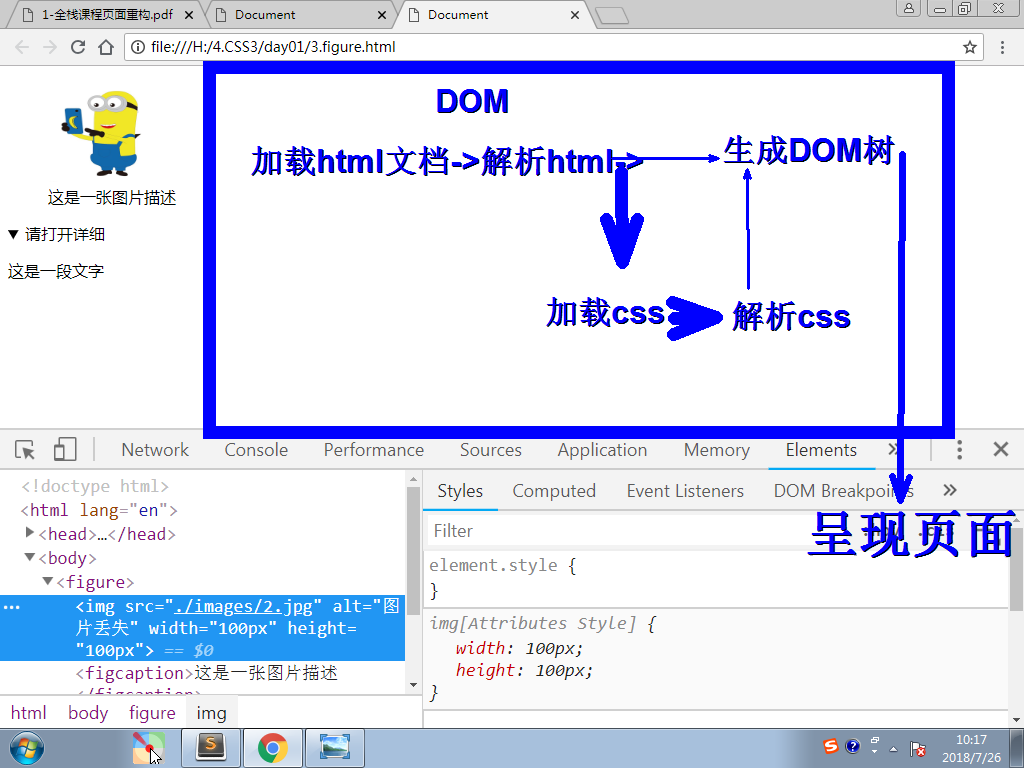 1-全栈课程页面重构.pdf
Document
Document
file:///H:/4.CSS3/day01/3.figure.html
DOM
加载html文档->解析html->
生成DOM树
加载css
解析css
呈现页面
这是一张图片描述
▼ 请打开详细
这是一段文字
Network Console Performance Sources Application Memory Elements »
<!doctype html>
<html lang="en">
<head>…</head>
<body>
<figure>
<img src="./images/2.jpg" alt="图
片丢失" width="100px" height=
"100px"> == $0
<figcaption>这是一张图片描述
</figcaption>
html body figure img
Styles Computed Event Listeners DOM Breakpoints »
Filter
element.style {
}
img[Attributes Style] {
width: 100px;
height: 100px;
}
10:17
2018/7/26